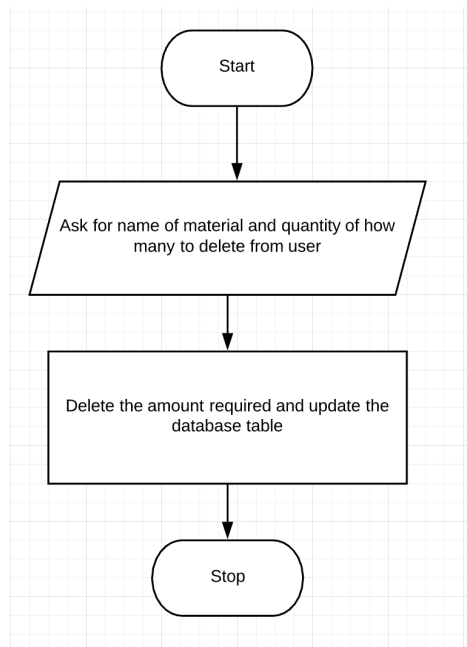 Start
Ask for name of material and quantity of how
many to delete from user
Delete the amount required and update the
database table
Stop